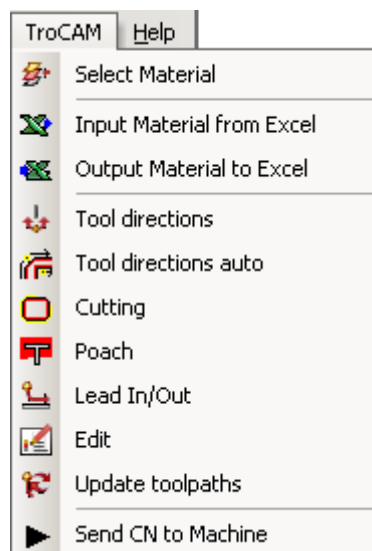 TroCAM Help
Select Material
Input Material from Excel
Output Material to Excel
Tool directions
Tool directions auto
Cutting
Poach
Lead In/Out
Edit
Update toolpaths
Send CN to Machine